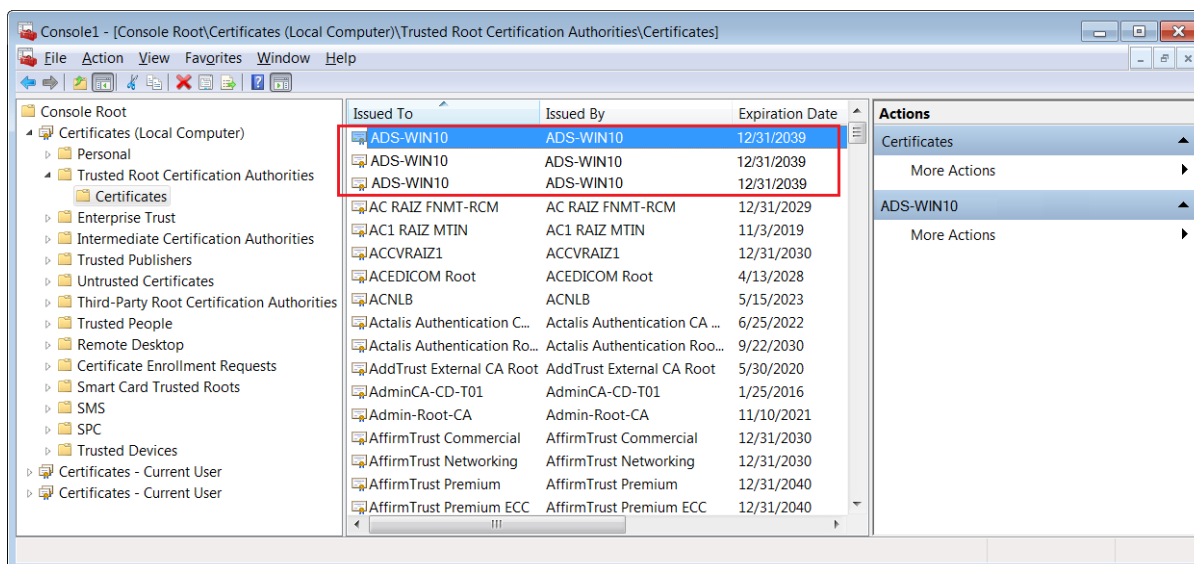 Console1 - [Console Root\Certificates (Local Computer)\Trusted Root Certification Authorities\Certificates]
File Action View Favorites Window Help
Console Root
Certificates (Local Computer)
Personal
Trusted Root Certification Authorities
Certificates
Enterprise Trust
Intermediate Certification Authorities
Trusted Publishers
Untrusted Certificates
Third-Party Root Certification Authorities
Trusted People
Remote Desktop
Certificate Enrollment Requests
Smart Card Trusted Roots
SMS
SPC
Trusted Devices
Certificates - Current User
Certificates - Current User
Issued To Issued By Expiration Date
ADS-WIN10 ADS-WIN10 12/31/2039
ADS-WIN10 ADS-WIN10 12/31/2039
ADS-WIN10 ADS-WIN10 12/31/2039
AC RAIZ FNMT-RCM AC RAIZ FNMT-RCM 12/31/2029
AC1 RAIZ MTIN AC1 RAIZ MTIN 11/3/2019
ACCVRAIZ1 ACCVRAIZ1 12/31/2030
ACEDICOM Root ACEDICOM Root 4/13/2028
ACNLB ACNLB 5/15/2023
Actalis Authentication C... Actalis Authentication CA ... 6/25/2022
Actalis Authentication Ro... Actalis Authentication Roo... 9/22/2030
AddTrust External CA Root AddTrust External CA Root 5/30/2020
AdminCA-CD-T01 AdminCA-CD-T01 1/25/2016
Admin-Root-CA Admin-Root-CA 11/10/2021
AffirmTrust Commercial AffirmTrust Commercial 12/31/2030
AffirmTrust Networking AffirmTrust Networking 12/31/2030
AffirmTrust Premium AffirmTrust Premium 12/31/2040
AffirmTrust Premium ECC AffirmTrust Premium ECC 12/31/2040
Actions
Certificates
More Actions
ADS-WIN10
More Actions